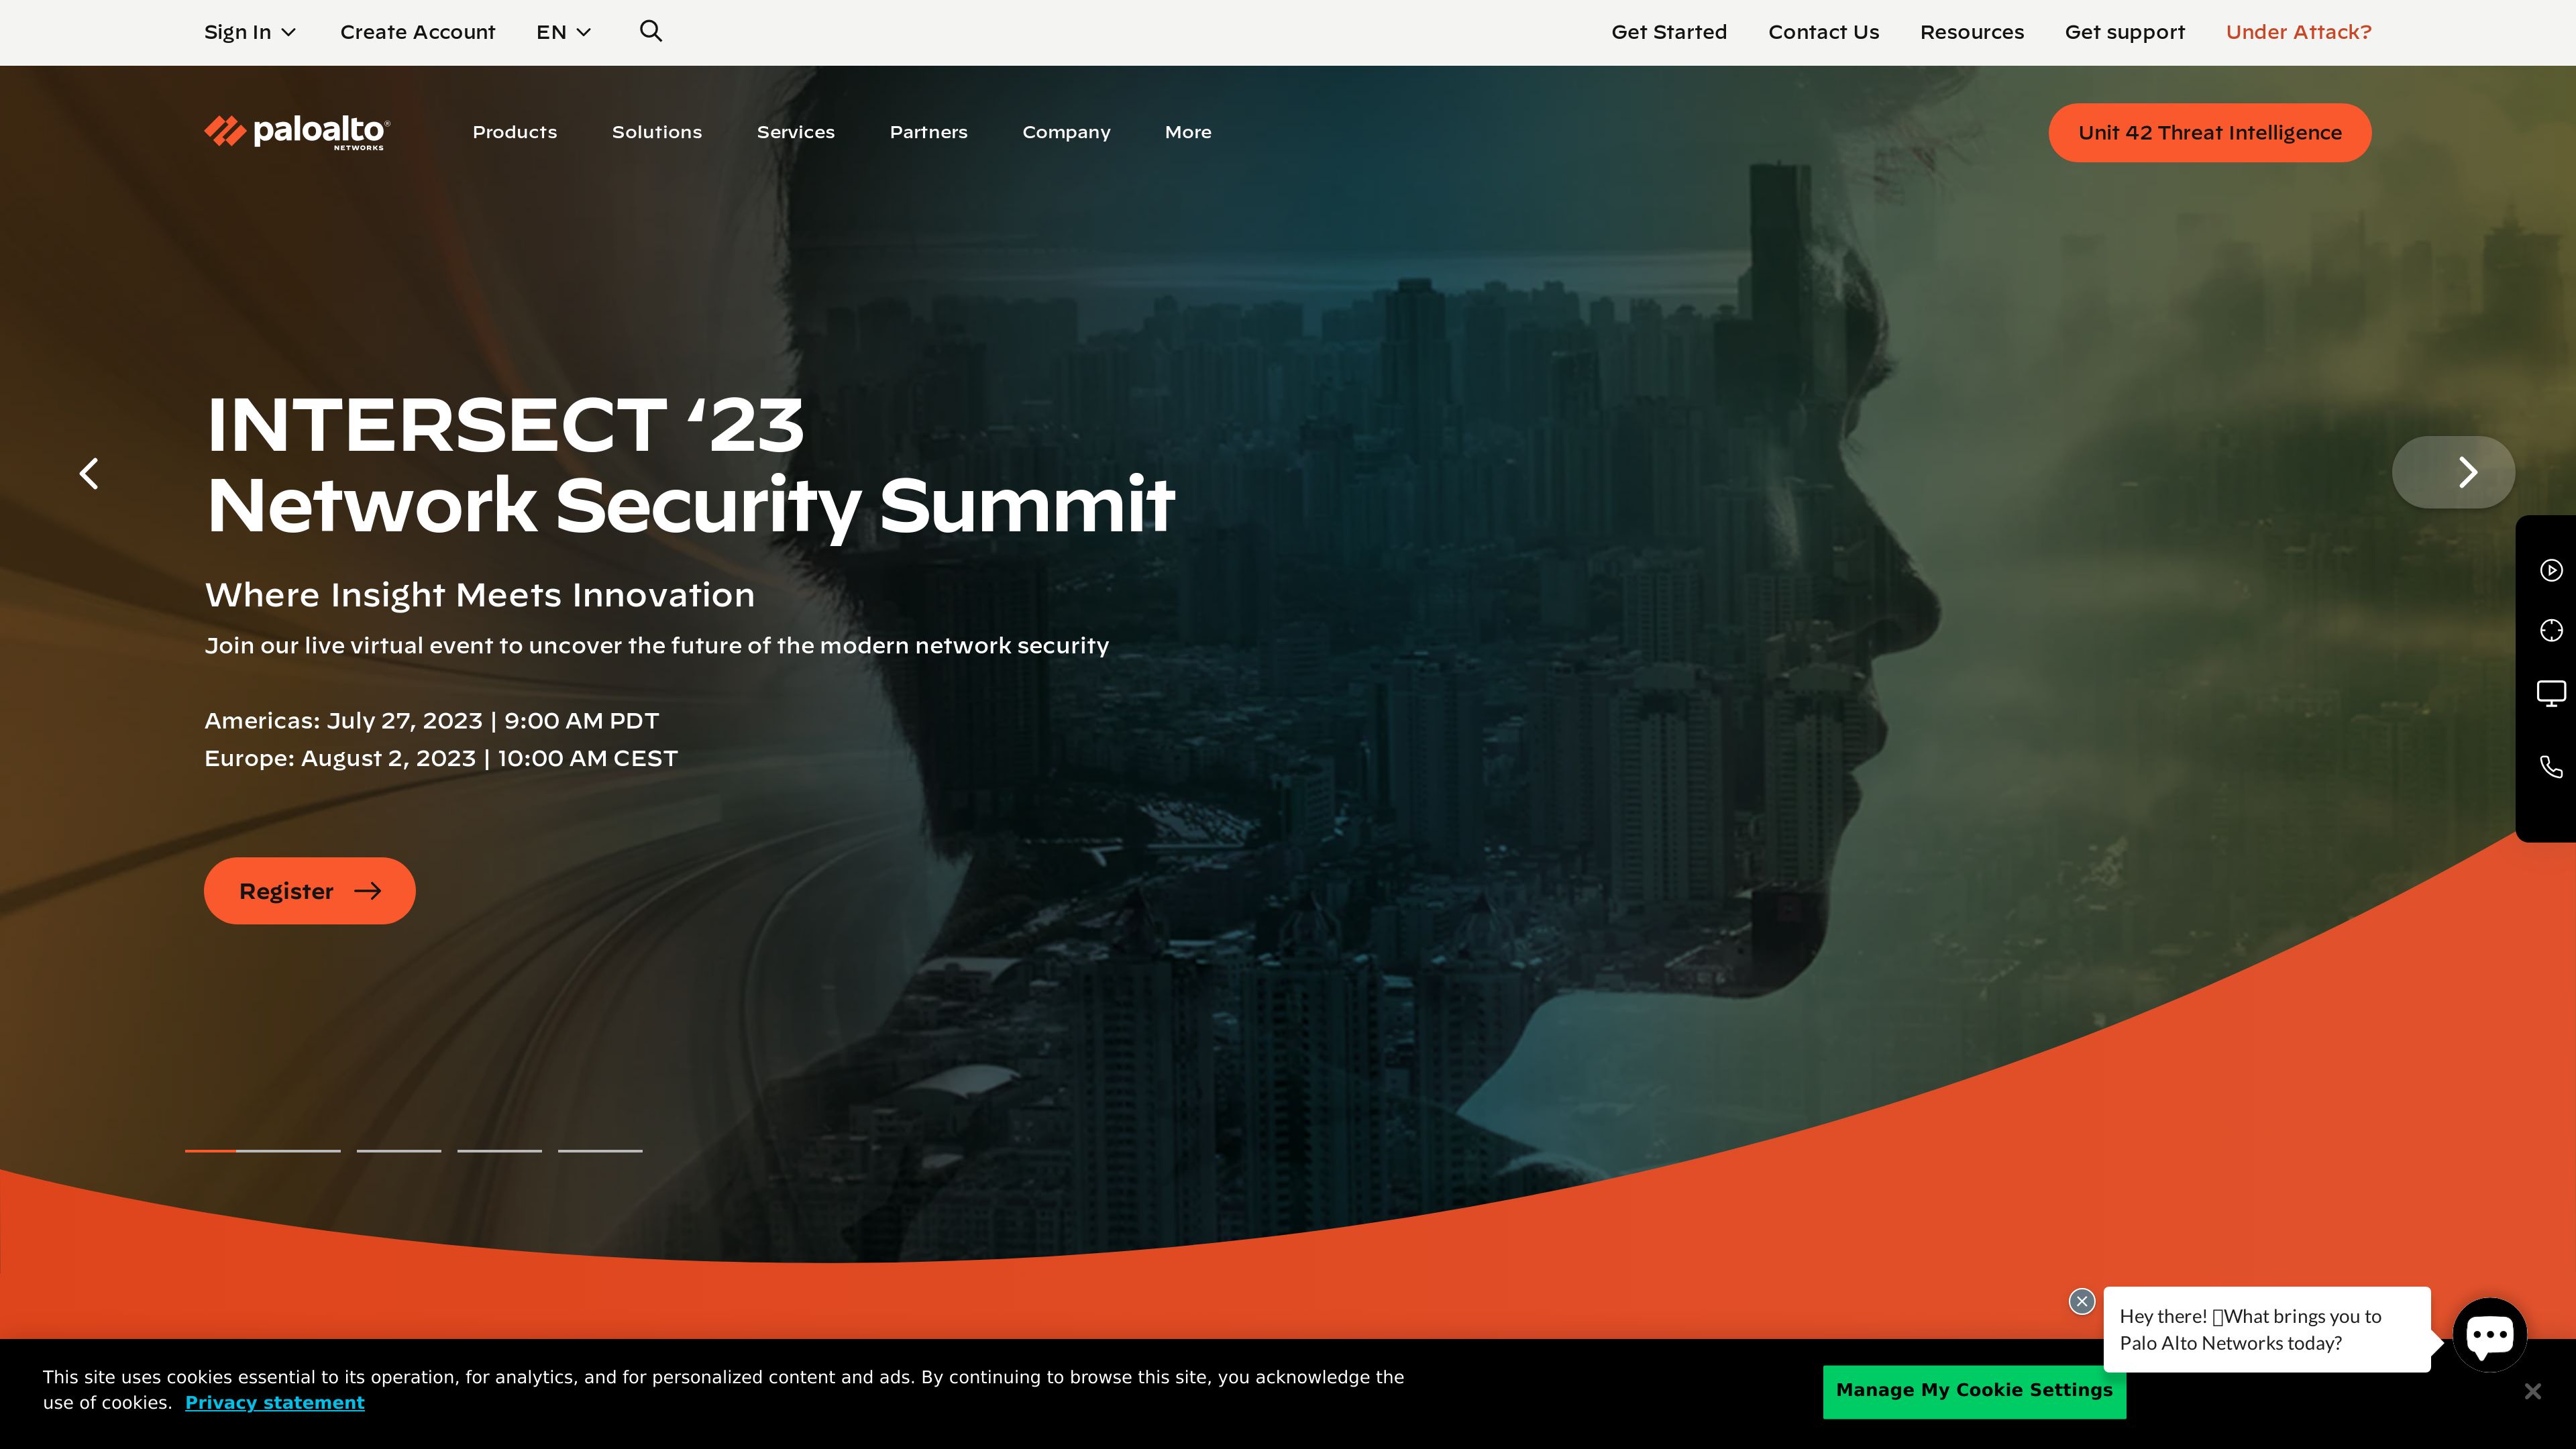 Sign In
Create Account
EN
Get Started
Contact Us
Resources
Get support
Under Attack?
paloalto®
NETWORKS
Products
Solutions
Services
Partners
Company
More
Unit 42 Threat Intelligence
INTERSECT ‘23
Network Security Summit
Where Insight Meets Innovation
Join our live virtual event to uncover the future of the modern network security
Americas: July 27, 2023 | 9:00 AM PDT
Europe: August 2, 2023 | 10:00 AM CEST
Register
Hey there! What brings you to
Palo Alto Networks today?
This site uses cookies essential to its operation, for analytics, and for personalized content and ads. By continuing to browse this site, you acknowledge the
use of cookies. Privacy statement
Manage My Cookie Settings